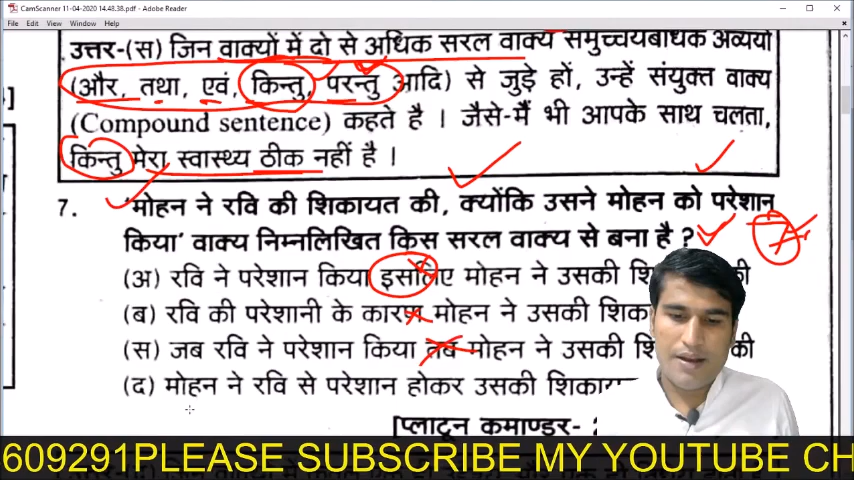 CamScanner 11-04-2020 14.48.38.pdf - Adobe Reader
File Edit View Window Help
उत्तर-(स) जिन वाक्यों में दो से अधिक सरल वाक्य समुच्चयबोधक अव्ययों
(और, तथा, एवं, किन्तु, परन्तु आदि) से जुड़े हों, उन्हें संयुक्त वाक्य
(Compound sentence) कहते है । जैसे-मैं भी आपके साथ चलता,
किन्तु मेरा स्वास्थ्य ठीक नहीं है ।
7. 'मोहन ने रवि की शिकायत की, क्योंकि उसने मोहन को परेशान
किया' वाक्य निम्नलिखित किस सरल वाक्य से बना है ?
(अ) रवि ने परेशान किया इसलिए मोहन ने उसकी
(ब) रवि की परेशानी के कारण मोहन ने उसकी
(स) जब रवि ने परेशान किया तब मोहन ने उसकी की
(द) मोहन ने रवि से परेशान होकर उसकी
[प्लाटून कमाण्डर-
609291PLEASE SUBSCRIBE MY YOUTUBE CH